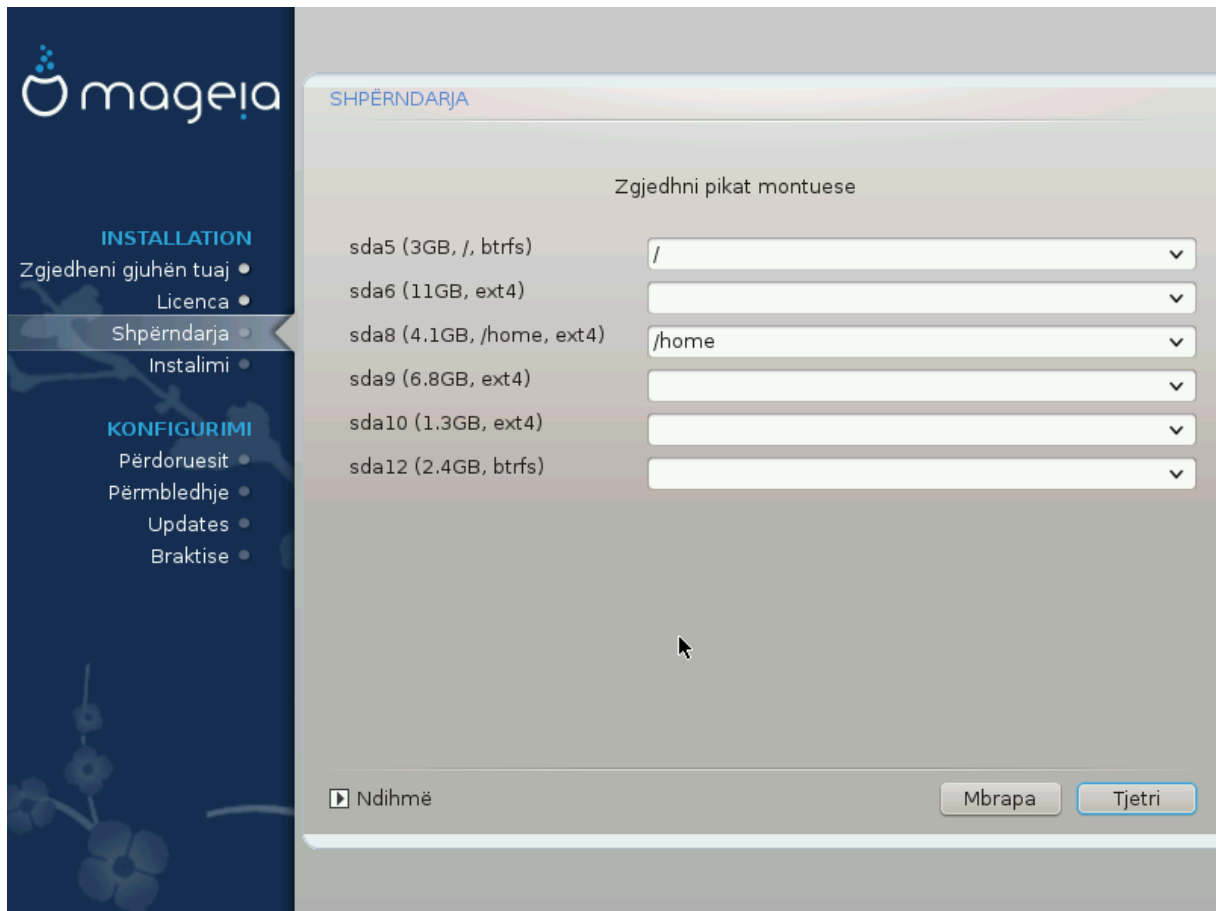 mageia
INSTALLATION
Zgjedheni gjuhën tuaj
Licenca
Shpërndarja
Instalimi
KONFIGURIMI
Përdoruesit
Përmbledhje
Updates
Braktise
SHPËRNDARJA
Zgjedhni pikat montuese
sda5 (3GB, /, btrfs) /
sda6 (11GB, ext4)
sda8 (4.1GB, /home, ext4) /home
sda9 (6.8GB, ext4)
sda10 (1.3GB, ext4)
sda12 (2.4GB, btrfs)
Ndihmë Mbrapa Tjetri